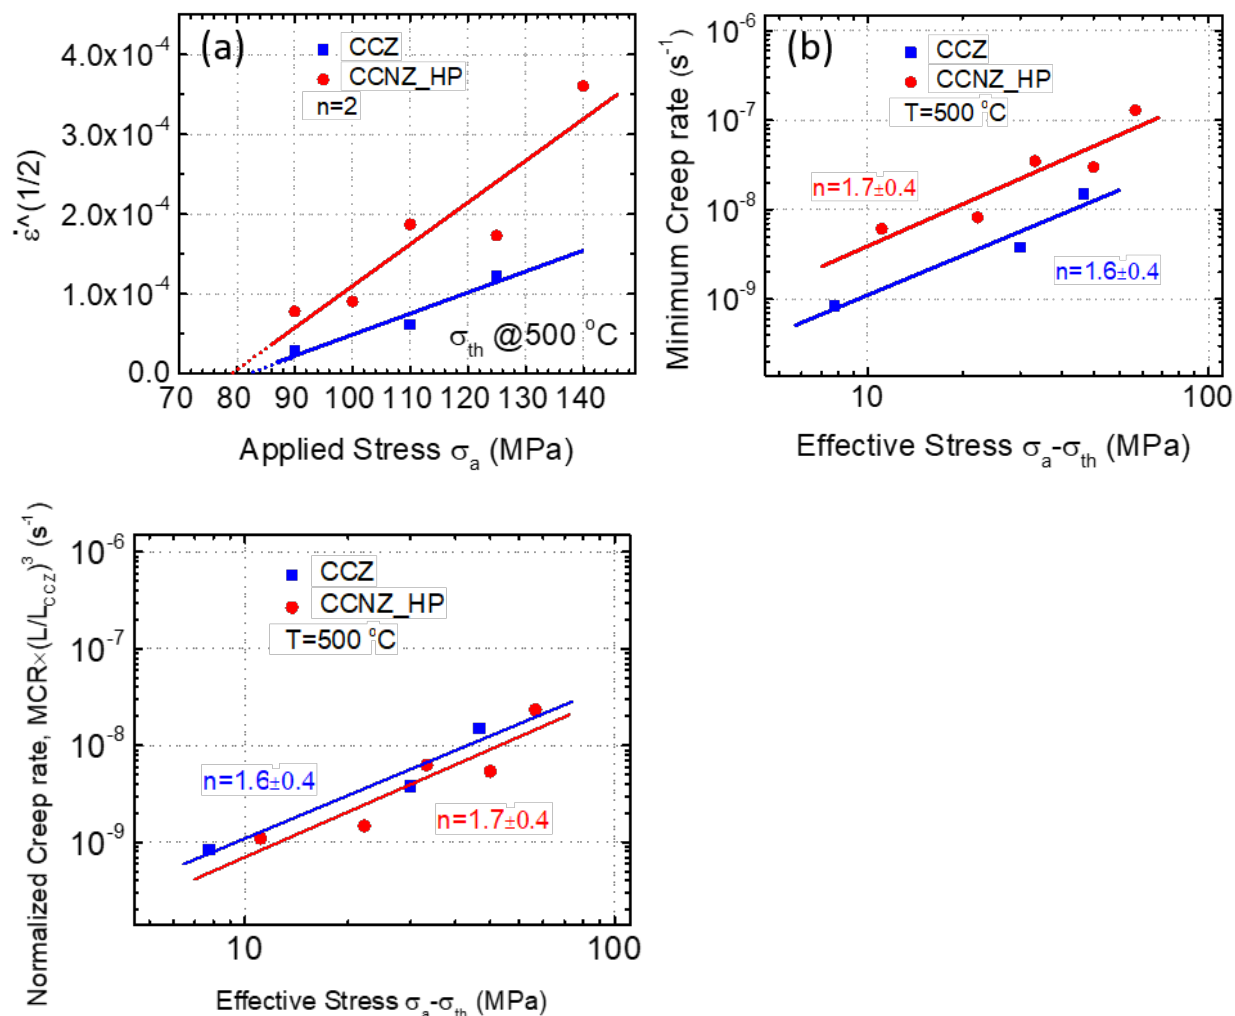 (a)
CCZ
CCNZ_HP
n=2
4.0x10⁻⁴
3.0x10⁻⁴
2.0x10⁻⁴
1.0x10⁻⁴
0.0
ε̇^(1/2)
σth @500 °C
70 80 90 100 110 120 130 140
Applied Stress σa (MPa)
(b)
CCZ
CCNZ_HP
T=500 °C
10⁻⁶
10⁻⁷
10⁻⁸
10⁻⁹
Minimum Creep rate (s⁻¹)
n=1.7±0.4
n=1.6±0.4
10 100
Effective Stress σa-σth (MPa)
CCZ
CCNZ_HP
T=500 °C
10⁻⁶
10⁻⁷
10⁻⁸
10⁻⁹
Normalized Creep rate, MCR×(L/LCCZ)³ (s⁻¹)
n=1.6±0.4
n=1.7±0.4
10 100
Effective Stress σa-σth (MPa)